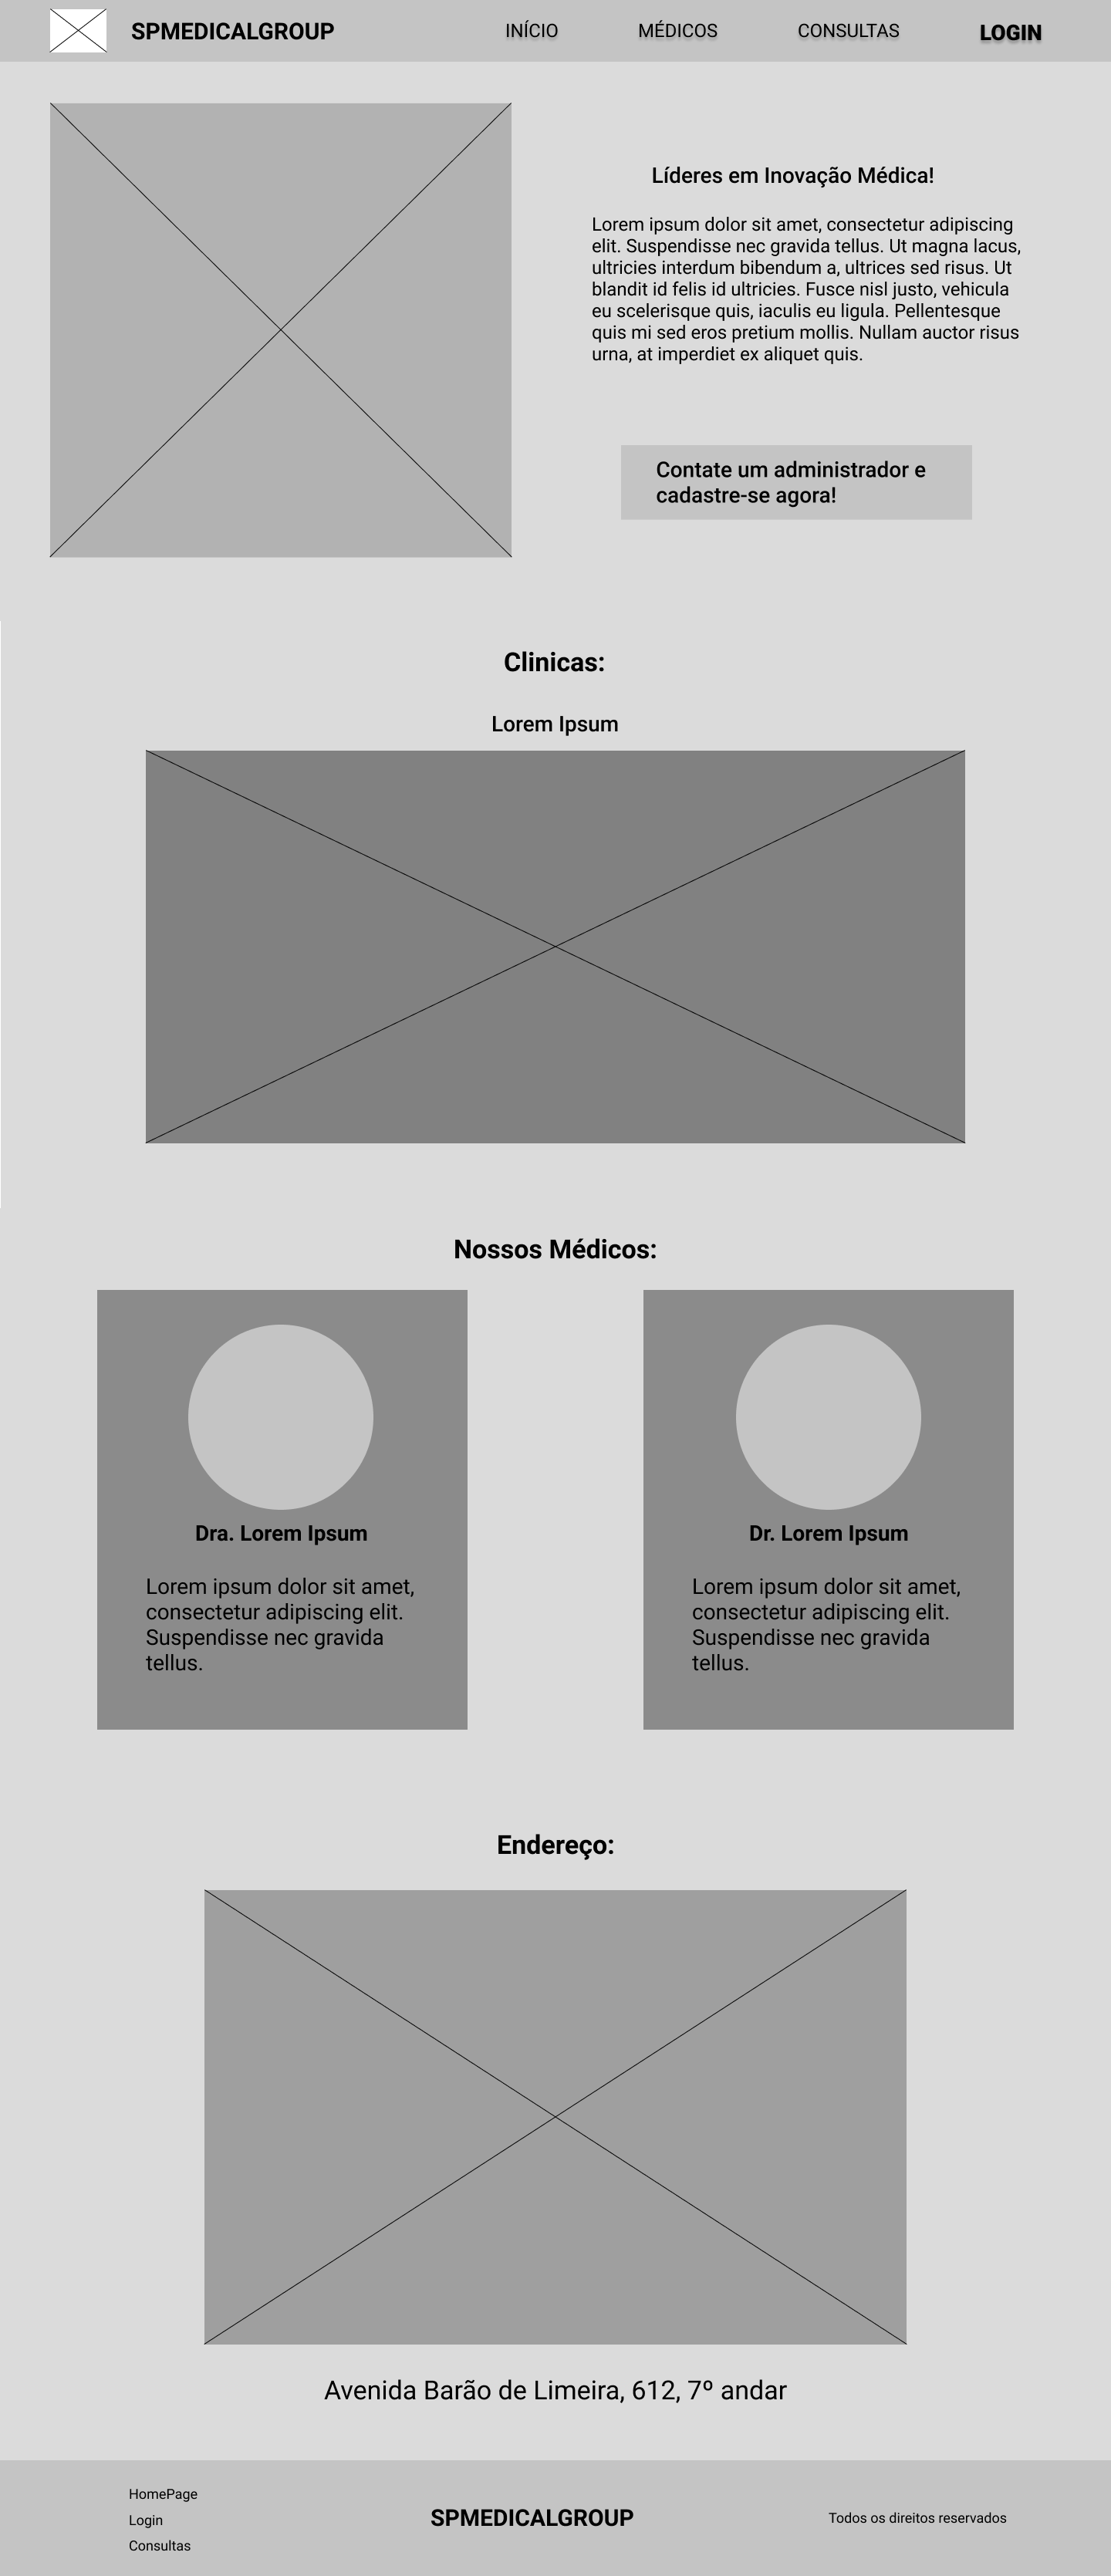 SPMEDICALGROUP
INÍCIO
MÉDICOS
CONSULTAS
LOGIN
Líderes em Inovação Médica!
Lorem ipsum dolor sit amet, consectetur adipiscing
elit. Suspendisse nec gravida tellus. Ut magna lacus,
ultricies interdum bibendum a, ultrices sed risus. Ut
blandit id felis id ultricies. Fusce nisl justo, vehicula
eu scelerisque quis, iaculis eu ligula. Pellentesque
quis mi sed eros pretium mollis. Nullam auctor risus
urna, at imperdiet ex aliquet quis.
Contate um administrador e
cadastre-se agora!
Clinicas:
Lorem Ipsum
Nossos Médicos:
Dra. Lorem Ipsum
Lorem ipsum dolor sit amet,
consectetur adipiscing elit.
Suspendisse nec gravida
tellus.
Dr. Lorem Ipsum
Lorem ipsum dolor sit amet,
consectetur adipiscing elit.
Suspendisse nec gravida
tellus.
Endereço:
Avenida Barão de Limeira, 612, 7º andar
HomePage
Login
Consultas
SPMEDICALGROUP
Todos os direitos reservados